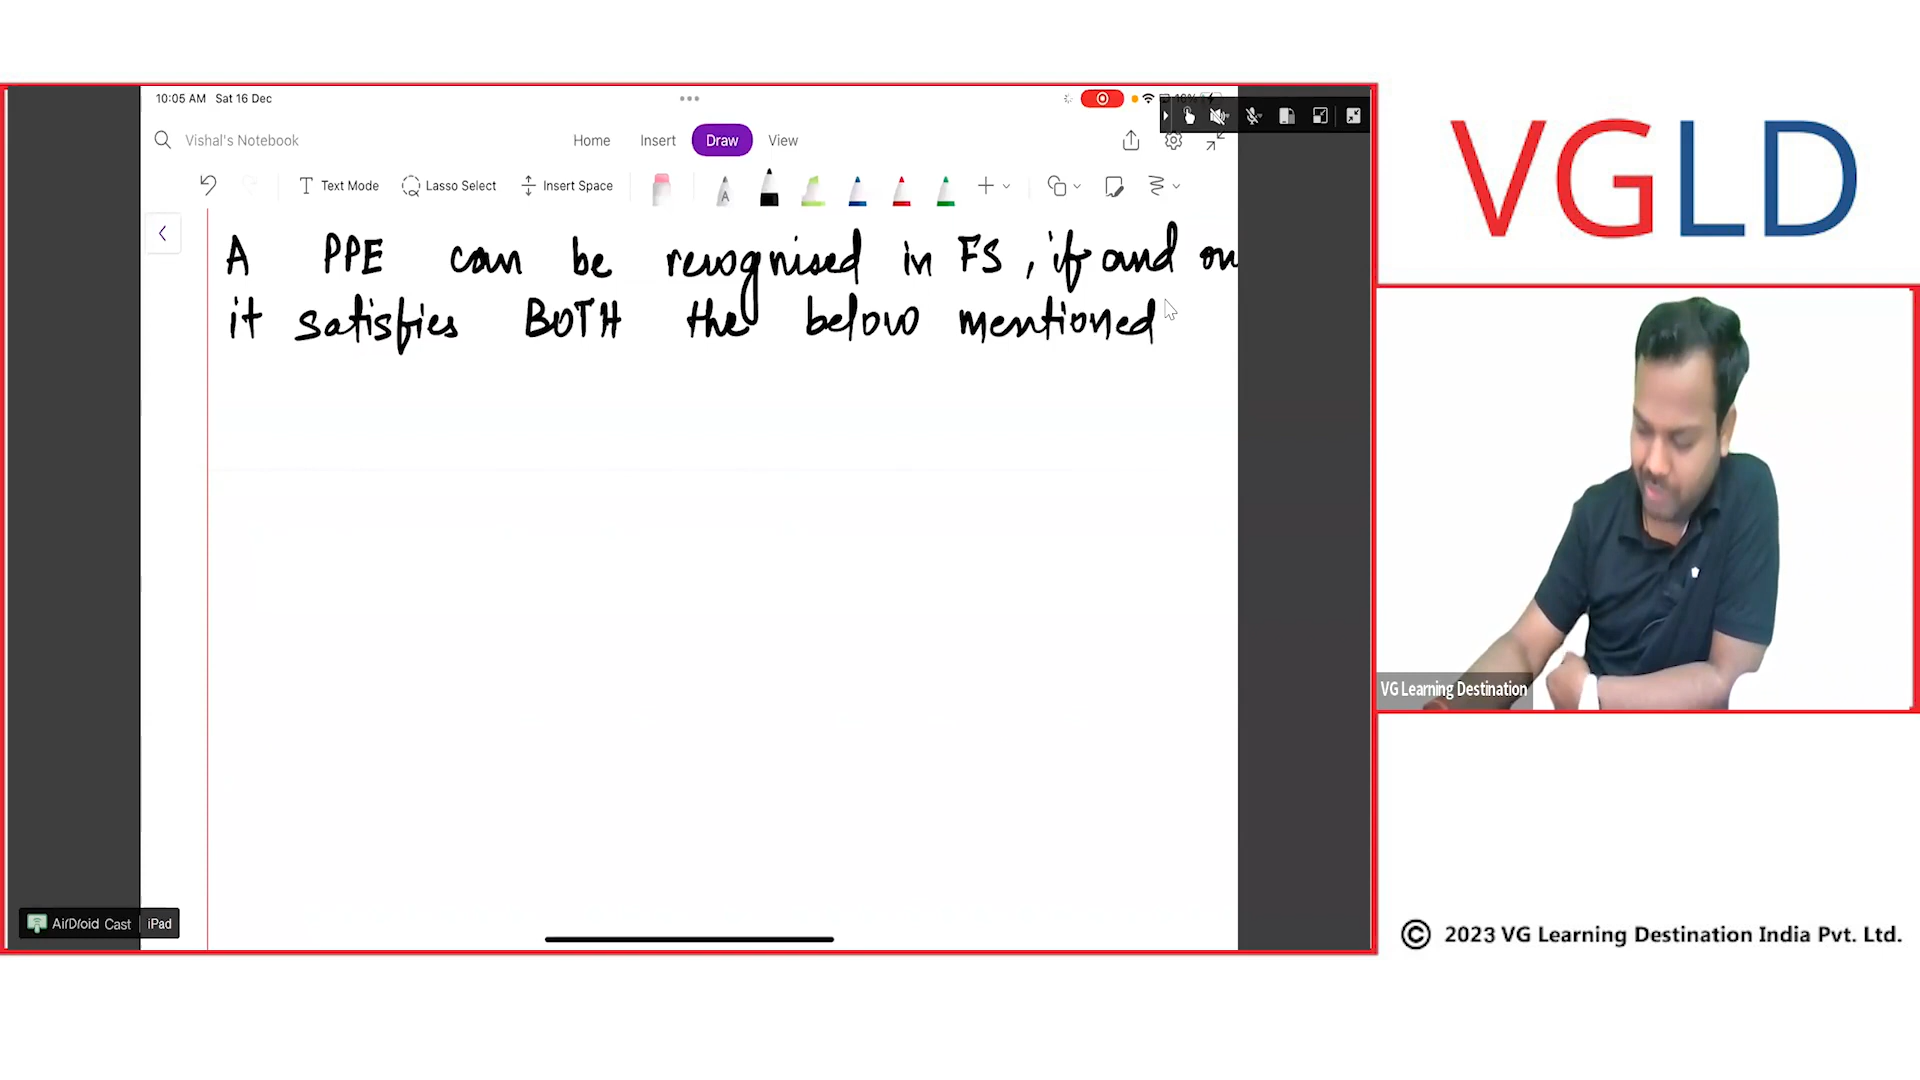 10:05 AM Sat 16 Dec
Vishal's Notebook
Home Insert Draw View
Text Mode Lasso Select Insert Space
A PPE can be recognised in FS, if and on
it satisfies BOTH the below mentioned
AirDroid Cast iPad
VGLD
VG Learning Destination
© 2023 VG Learning Destination India Pvt. Ltd.